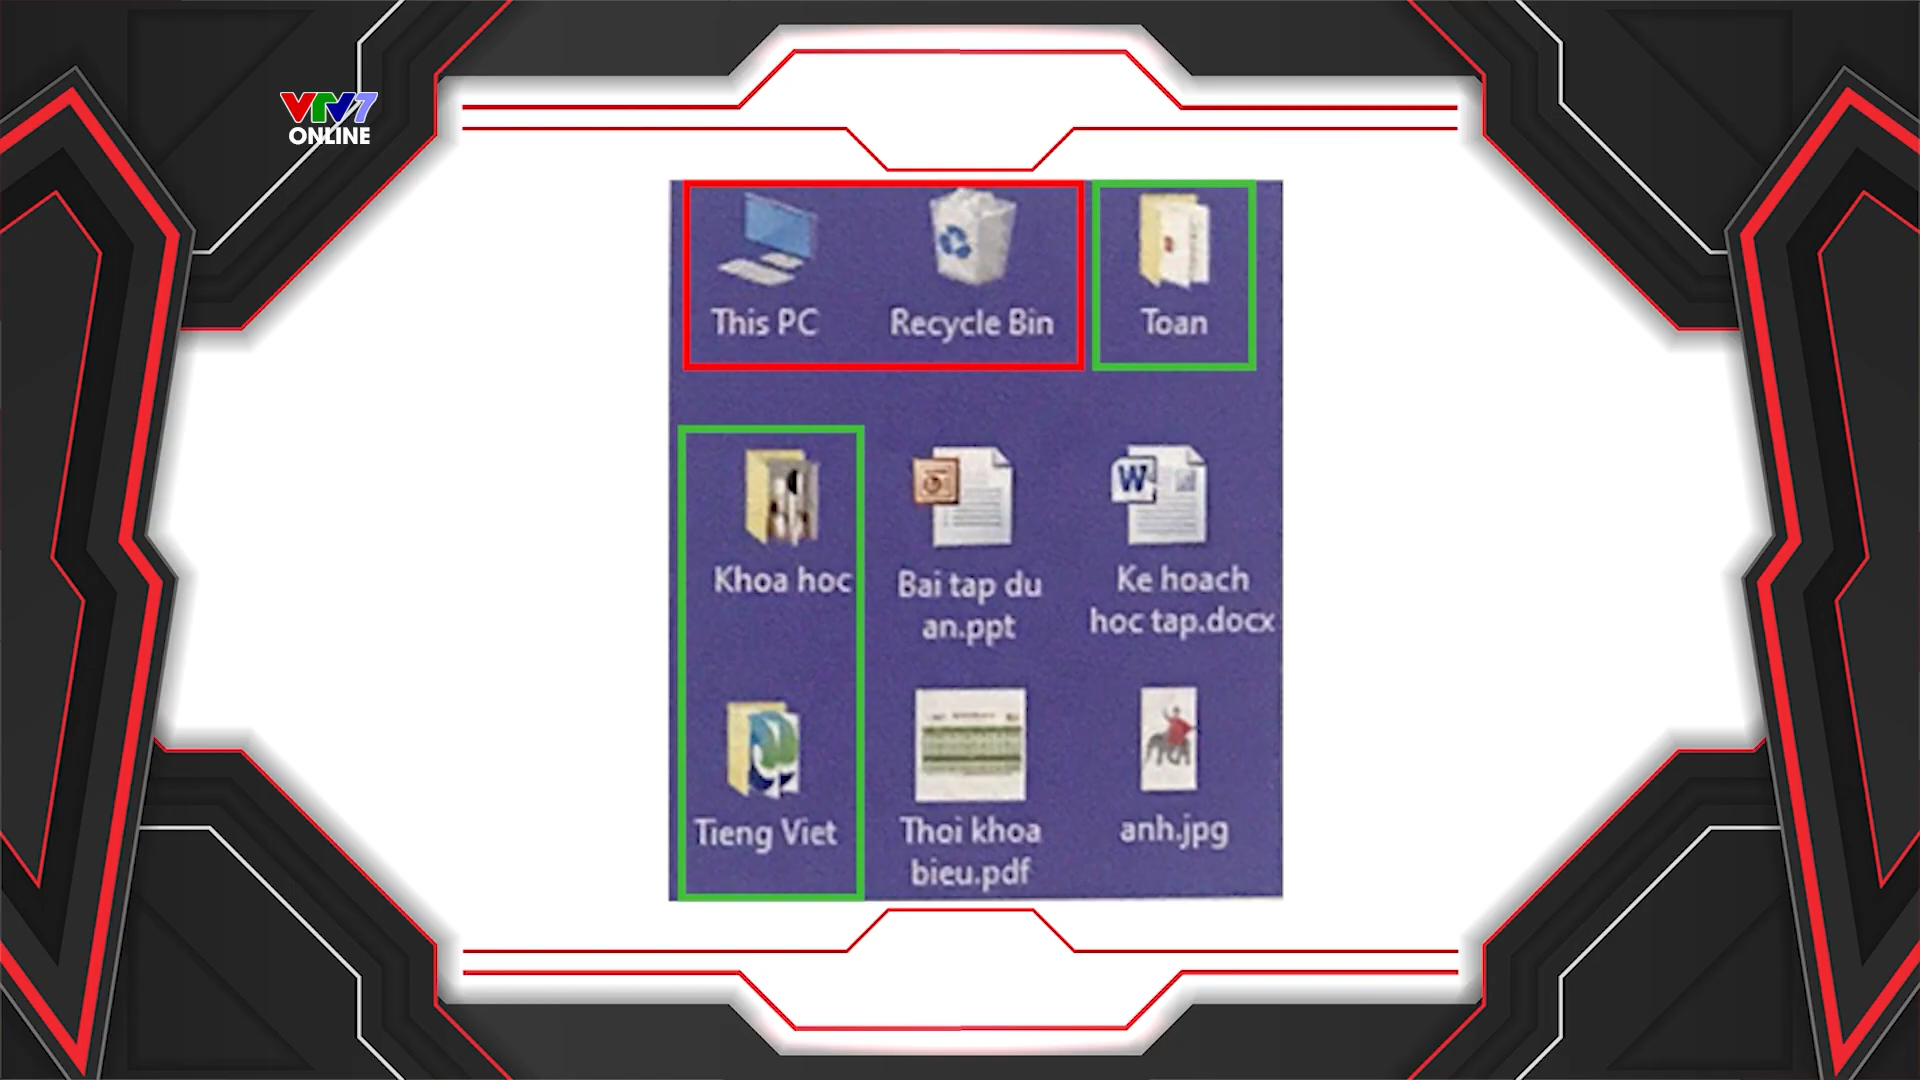 VTV7
ONLINE
This PC
Recycle Bin
Toan
Khoa hoc
Bai tap du
an.ppt
Ke hoach
hoc tap.docx
Tieng Viet
Thoi khoa
bieu.pdf
anh.jpg